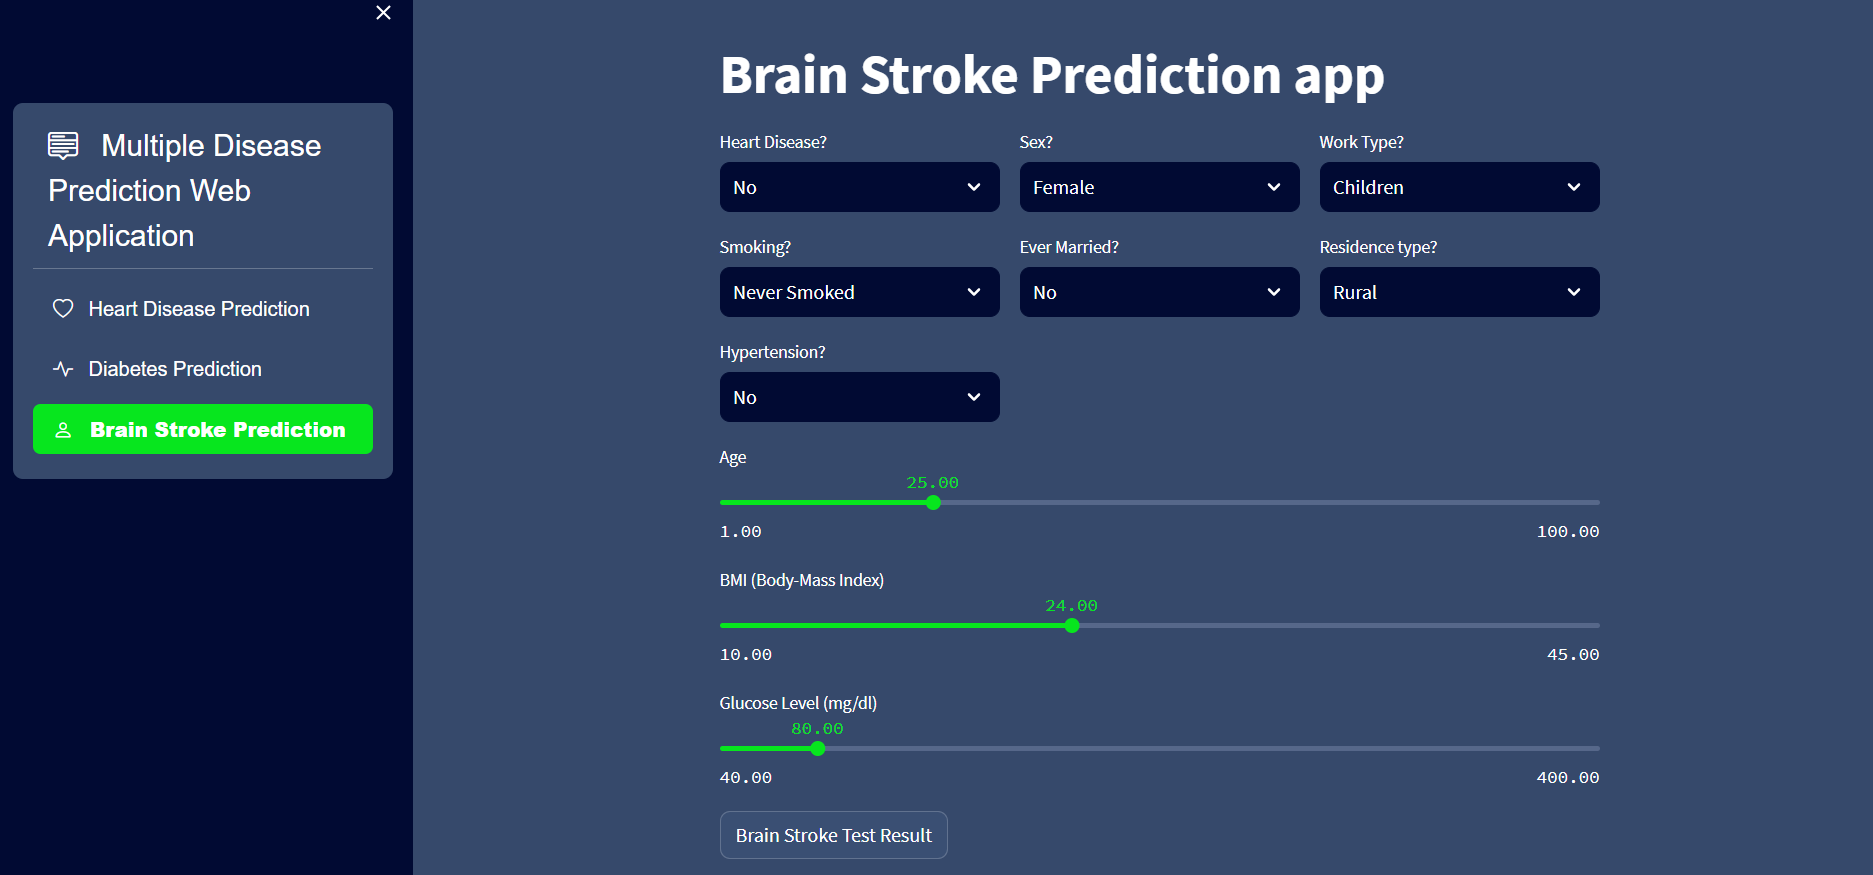 Multiple Disease
Prediction Web
Application
Heart Disease Prediction
Diabetes Prediction
Brain Stroke Prediction
Brain Stroke Prediction app
Heart Disease? Sex? Work Type?
No Female Children
Smoking? Ever Married? Residence type?
Never Smoked No Rural
Hypertension?
No
Age
25.00
1.00 100.00
BMI (Body-Mass Index)
24.00
10.00 45.00
Glucose Level (mg/dl)
80.00
40.00 400.00
Brain Stroke Test Result